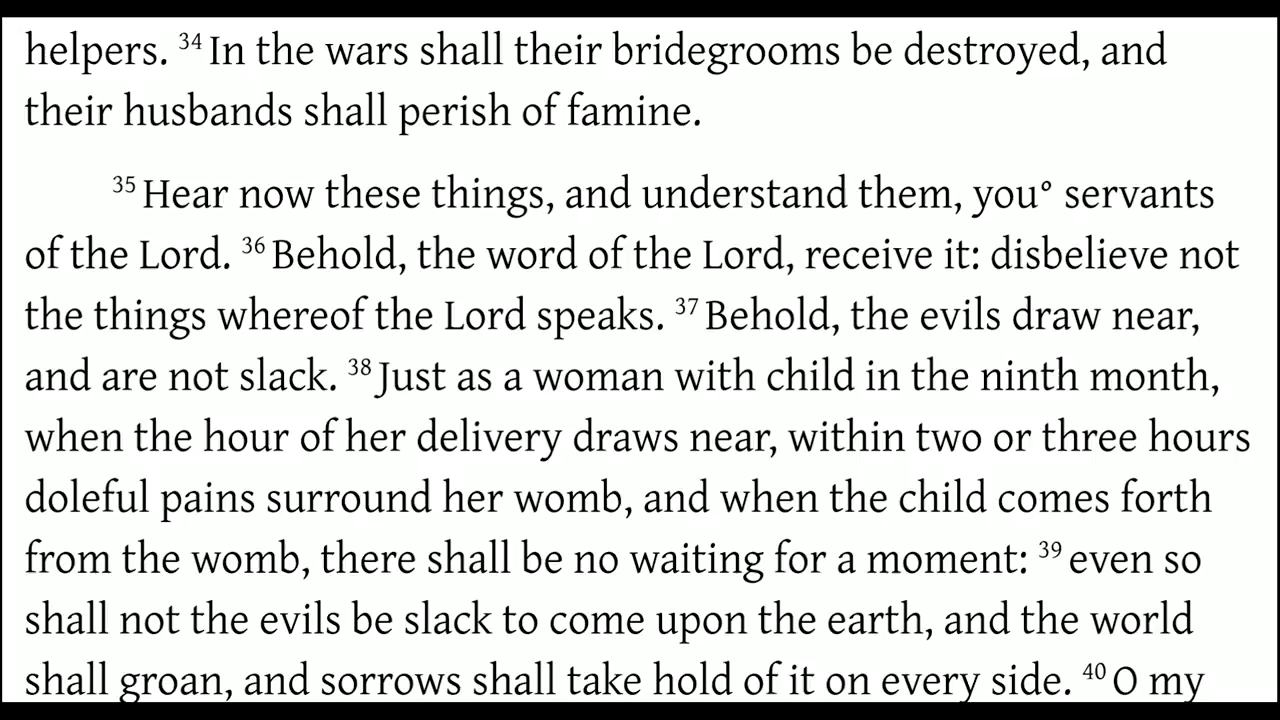 helpers. ³⁴ In the wars shall their bridegrooms be destroyed, and
their husbands shall perish of famine.
³⁵ Hear now these things, and understand them, you° servants
of the Lord. ³⁶ Behold, the word of the Lord, receive it: disbelieve not
the things whereof the Lord speaks. ³⁷ Behold, the evils draw near,
and are not slack. ³⁸ Just as a woman with child in the ninth month,
when the hour of her delivery draws near, within two or three hours
doleful pains surround her womb, and when the child comes forth
from the womb, there shall be no waiting for a moment: ³⁹ even so
shall not the evils be slack to come upon the earth, and the world
shall groan, and sorrows shall take hold of it on every side. ⁴⁰ O my